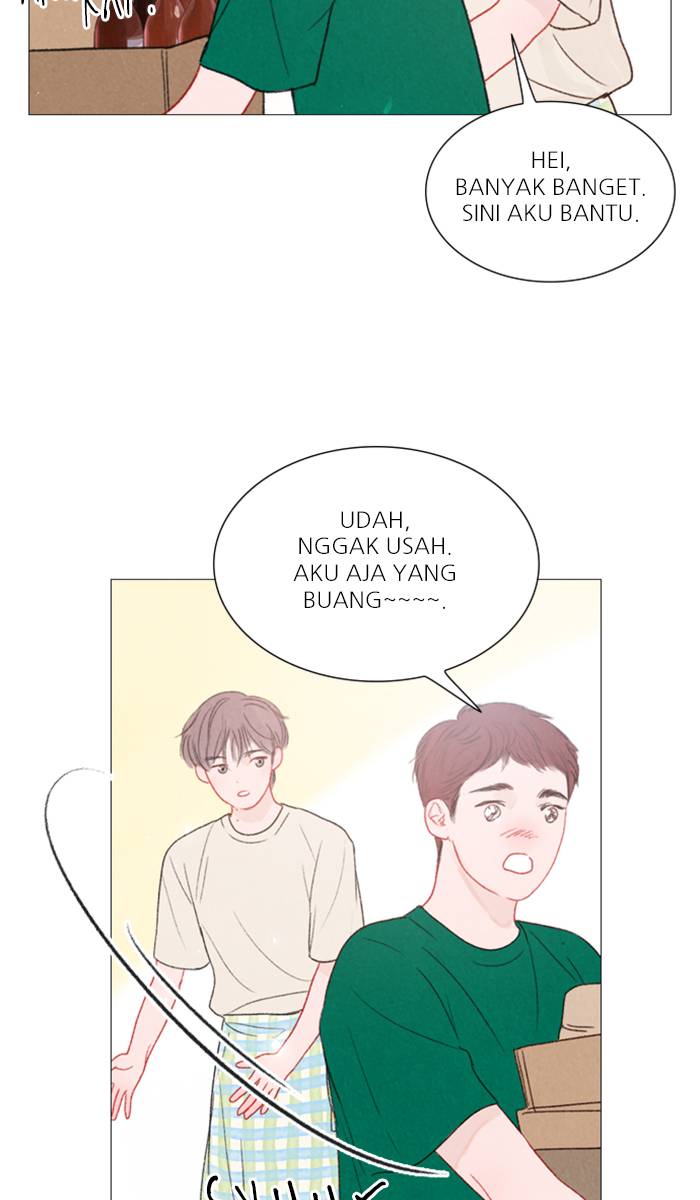 HEI,
BANYAK BANGET.
SINI AKU BANTU.
UDAH,
NGGAK USAH.
AKU AJA YANG
BUANG~~~~.